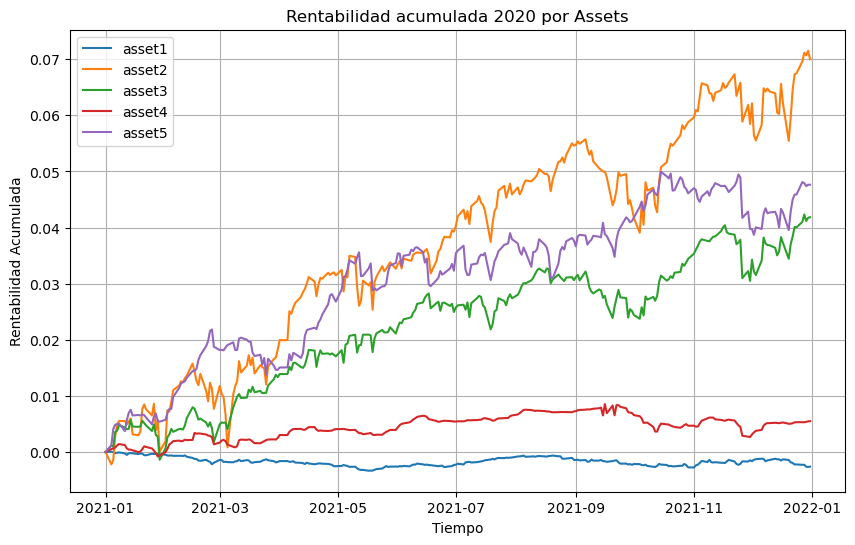 Rentabilidad acumulada 2020 por Assets
asset1
asset2
asset3
asset4
asset5
Rentabilidad Acumulada
0.07
0.06
0.05
0.04
0.03
0.02
0.01
0.00
2021-01
2021-03
2021-05
2021-07
2021-09
2021-11
2022-01
Tiempo